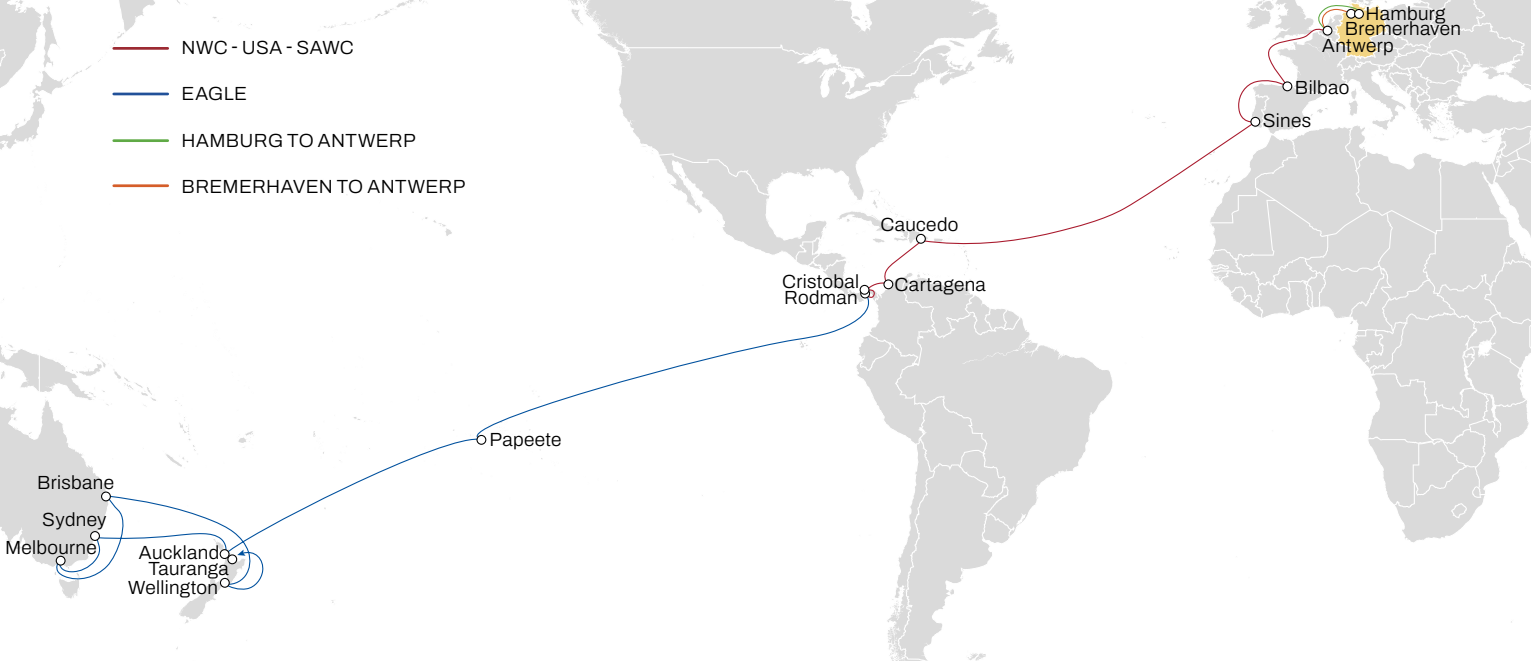 NWC - USA - SAWC
EAGLE
HAMBURG TO ANTWERP
BREMERHAVEN TO ANTWERP
Hamburg
Bremerhaven
Antwerp
Bilbao
Sines
Caucedo
Cristobal
Rodman
Cartagena
Papeete
Brisbane
Sydney
Melbourne
Auckland
Tauranga
Wellington